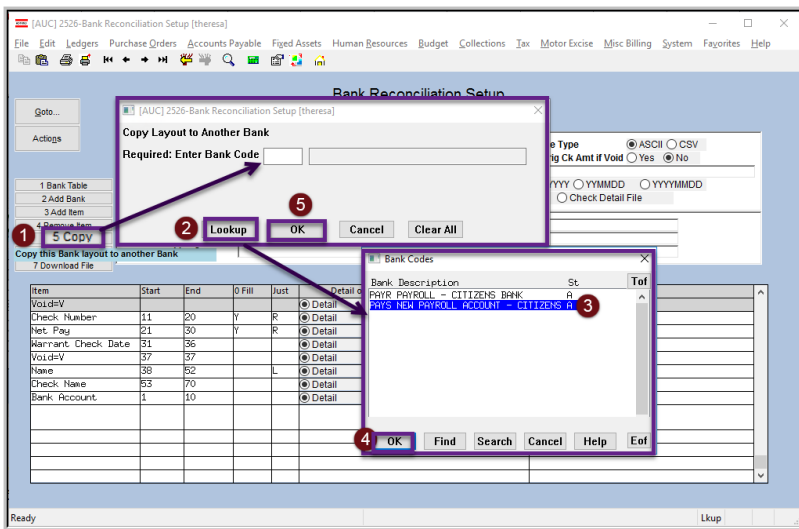 [AUC] 2526-Bank Reconciliation Setup [theresa]
File Edit Ledgers Purchase Orders Accounts Payable Fixed Assets Human Resources Budget Collections Tax Motor Excise Misc Billing System Favorites Help
Bank Reconciliation Setup
Goto...
Actions
1 Bank Table
2 Add Bank
3 Add Item
4 Remove Item
1 5 Copy
Copy this Bank layout to another Bank
7 Download File
[AUC] 2526-Bank Reconciliation Setup [theresa]
Copy Layout to Another Bank
Required: Enter Bank Code
5
2 Lookup OK Cancel Clear All
e Type ASCII CSV
ig Ck Amt if Void Yes No
YYYY YYMMDD YYYYMMDD
Check Detail File
Bank Codes
Bank Description St Tof
PAYR PAYROLL - CITIZENS BANK A
PAYS NEW PAYROLL ACCOUNT - CITIZENS A 3
4 OK Find Search Cancel Help Eof
Item Start End 0 Fill Just Detail o
Void=V Detail
Check Number 11 20 Y R Detail
Net Pay 21 30 Y R Detail
Warrant Check Date 31 36 Detail
Void=V 37 37 Detail
Name 38 52 L Detail
Check Name 53 70 Detail
Bank Account 1 10 Detail
Ready Lkup